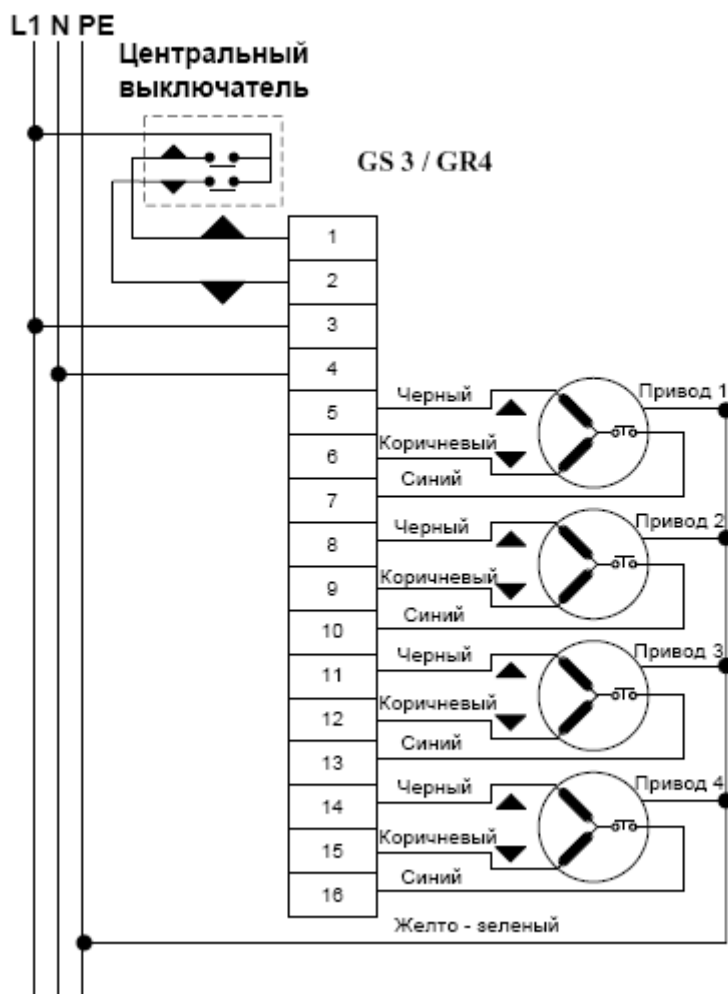 L1 N PE
Центральный
выключатель
GS 3 / GR4
1
2
3
4
5
6
7
8
9
10
11
12
13
14
15
16
Черный
Коричневый
Синий
Привод 1
Черный
Коричневый
Синий
Привод 2
Черный
Коричневый
Синий
Привод 3
Черный
Коричневый
Синий
Привод 4
Желто - зеленый